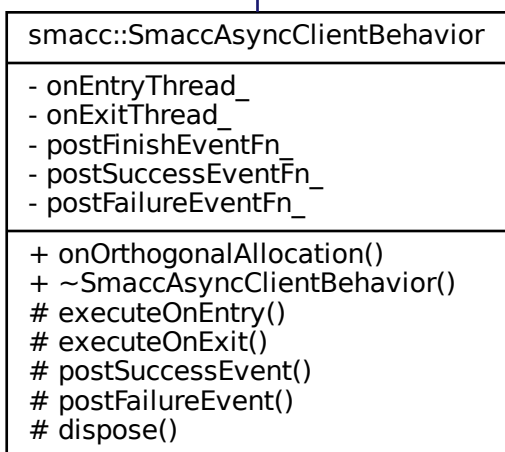 smacc::SmaccAsyncClientBehavior
- onEntryThread_
- onExitThread_
- postFinishEventFn_
- postSuccessEventFn_
- postFailureEventFn_
+ onOrthogonalAllocation()
+ ~SmaccAsyncClientBehavior()
# executeOnEntry()
# executeOnExit()
# postSuccessEvent()
# postFailureEvent()
# dispose()